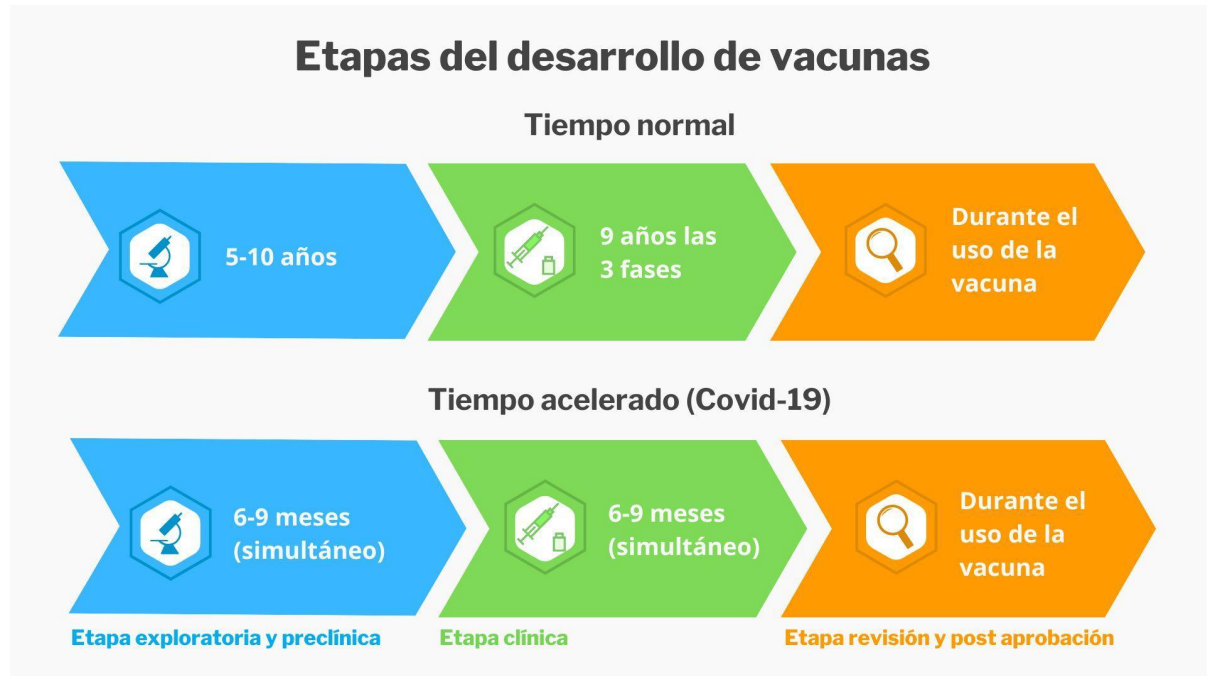 Etapas del desarrollo de vacunas
Tiempo normal
5-10 años
9 años las
3 fases
Durante el
uso de la
vacuna
Tiempo acelerado (Covid-19)
6-9 meses
(simultáneo)
6-9 meses
(simultáneo)
Durante el
uso de la
vacuna
Etapa exploratoria y preclínica
Etapa clínica
Etapa revisión y post aprobación